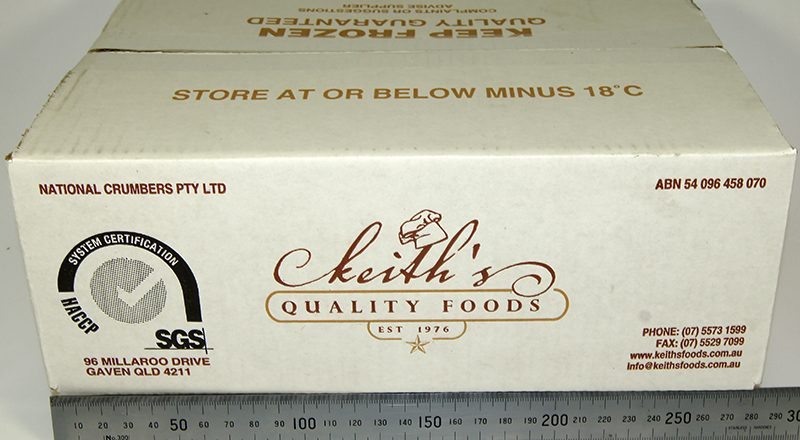 COMPLAINTS OR SUGGESTIONS
ADVISE SUPPLIER
QUALITY GUARANTEED
KEEP FROZEN
STORE AT OR BELOW MINUS 18°C
NATIONAL CRUMBERS PTY LTD
ABN 54 096 458 070
SYSTEM CERTIFICATION
HACCP
SGS
96 MILLAROO DRIVE
GAVEN QLD 4211
keith's
QUALITY FOODS
EST 1976
PHONE: (07) 5573 1599
FAX: (07) 5529 7099
www.keithsfoods.com.au
info@keithsfoods.com.au
10 20 30 40 50 60 70 80 90 100 110 120 130 140 150 160 170 180 190 200 210 220 230 240 250 260 270 280 290 30